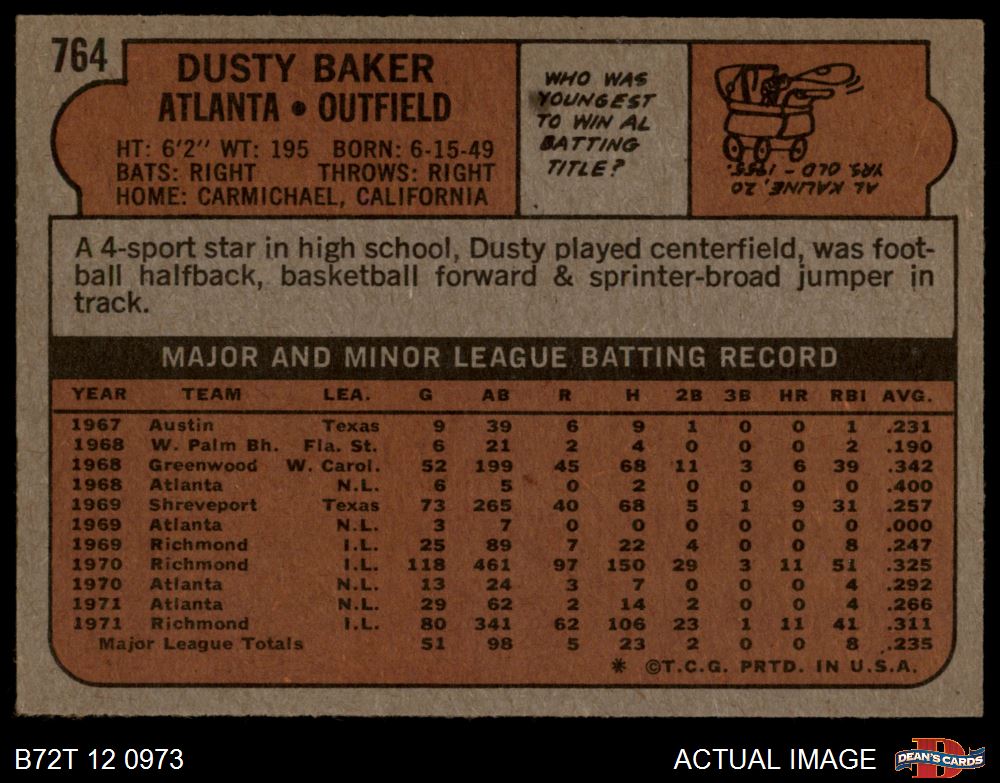 764
DUSTY BAKER
ATLANTA • OUTFIELD
HT: 6'2" WT: 195 BORN: 6-15-49
BATS: RIGHT THROWS: RIGHT
HOME: CARMICHAEL, CALIFORNIA
WHO WAS
YOUNGEST
TO WIN AL
BATTING
TITLE?
AL KALINE, 20
YRS. OLD - 1955.
A 4-sport star in high school, Dusty played centerfield, was foot-
ball halfback, basketball forward & sprinter-broad jumper in
track.
MAJOR AND MINOR LEAGUE BATTING RECORD
YEAR TEAM LEA. G AB R H 2B 3B HR RBI AVG.
1967 Austin Texas 9 39 6 9 1 0 0 1 .231
1968 W. Palm Bh. Fla. St. 6 21 2 4 0 0 0 2 .190
1968 Greenwood W. Carol. 52 199 45 68 11 3 6 39 .342
1968 Atlanta N.L. 6 5 0 2 0 0 0 0 .400
1969 Shreveport Texas 73 265 40 68 5 1 9 31 .257
1969 Atlanta N.L. 3 7 0 0 0 0 0 0 .000
1969 Richmond I.L. 25 89 7 22 4 0 0 8 .247
1970 Richmond I.L. 118 461 97 150 29 3 11 51 .325
1970 Atlanta N.L. 13 24 3 7 0 0 0 4 .292
1971 Atlanta N.L. 29 62 2 14 2 0 0 4 .266
1971 Richmond I.L. 80 341 62 106 23 1 11 41 .311
Major League Totals 51 98 5 23 2 0 0 8 .235
* ©T.C.G. PRTD. IN U.S.A.
B72T 12 0973
ACTUAL IMAGE
D
DEAN'S CARDS